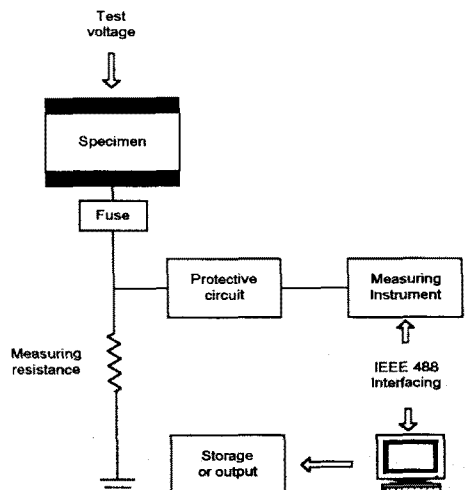 Test
voltage
Specimen
Fuse
Protective
circuit
Measuring
Instrument
Measuring
resistance
IEEE 488
Interfacing
Storage
or output